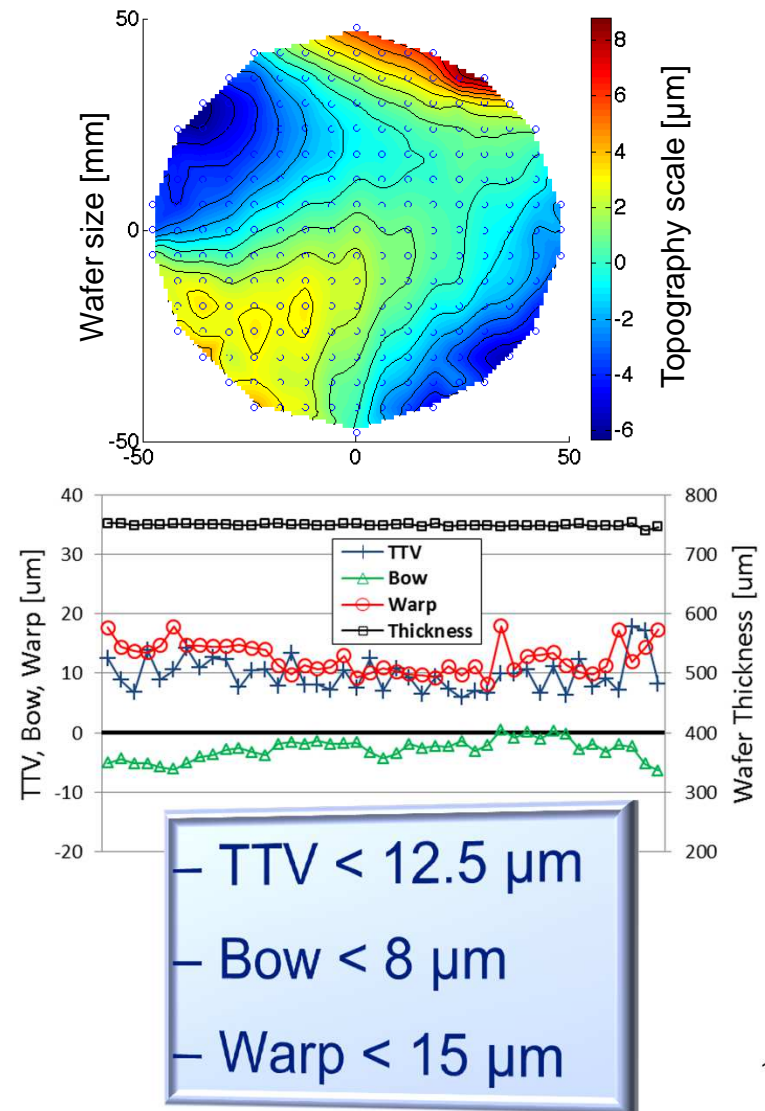 50
0
-50
-50
0
50
Wafer size [mm]
8
6
4
2
0
-2
-4
-6
Topography scale [µm]
40
30
20
10
0
-10
-20
TTV, Bow, Warp [um]
800
700
600
500
400
300
200
Wafer Thickness [um]
TTV
Bow
Warp
Thickness
– TTV < 12.5 µm
– Bow < 8 µm
– Warp < 15 µm